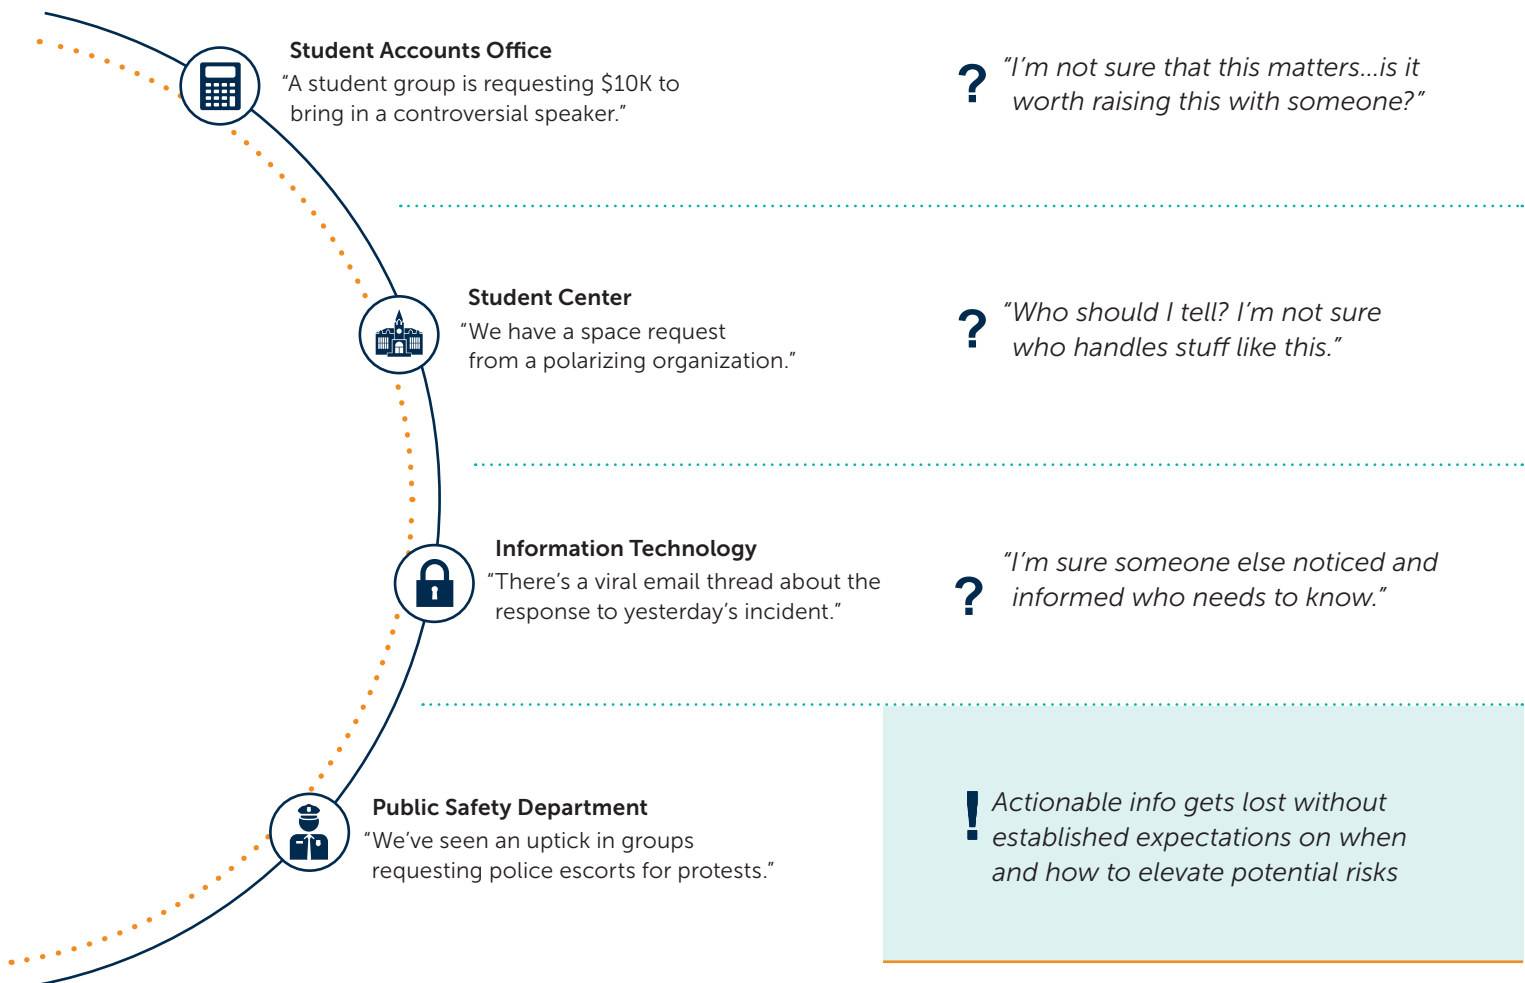 Student Accounts Office
“A student group is requesting $10K to
bring in a controversial speaker.”
? “I’m not sure that this matters...is it
worth raising this with someone?”
Student Center
“We have a space request
from a polarizing organization.”
? “Who should I tell? I’m not sure
who handles stuff like this.”
Information Technology
“There’s a viral email thread about the
response to yesterday’s incident.”
? “I’m sure someone else noticed and
informed who needs to know.”
Public Safety Department
“We’ve seen an uptick in groups
requesting police escorts for protests.”
! Actionable info gets lost without
established expectations on when
and how to elevate potential risks